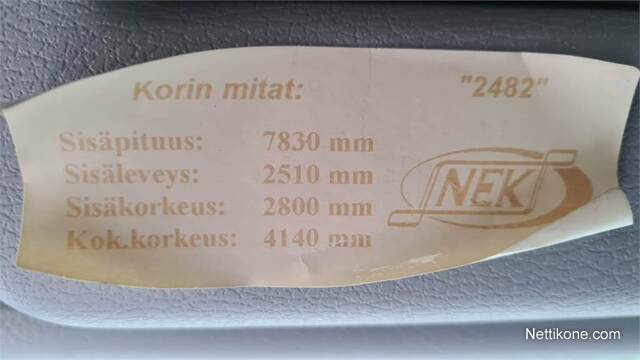 Korin mitat: "2482"
Sisäpituus: 7830 mm
Sisäleveys: 2510 mm
Sisäkorkeus: 2800 mm
Kok.korkeus: 4140 mm
NEK
Nettikone.com